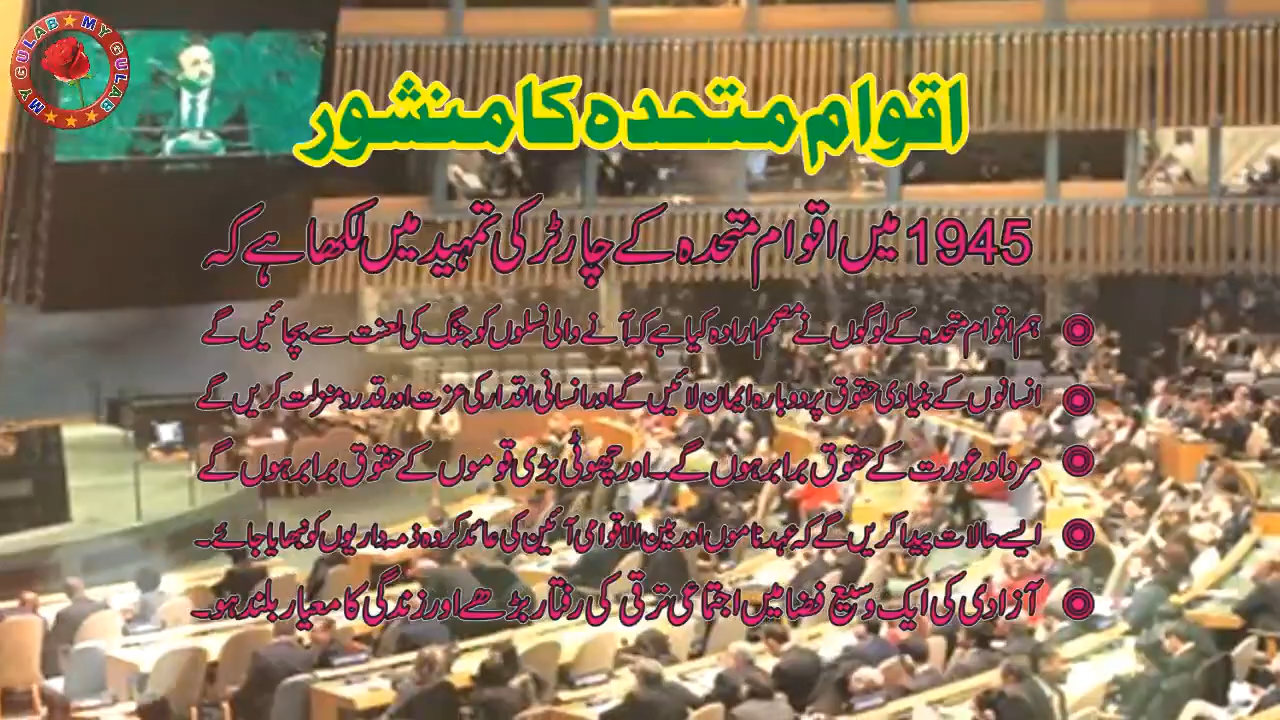 MY GULAB ★ MY GULAB
اقوام متحدہ کا منشور
1945 میں اقوام متحدہ کے چارٹر کی تمہید میں لکھا ہے کہ
ہم اقوام متحدہ کے لوگوں نے مصمم ارادہ کیا ہے کہ آنے والی نسلوں کو جنگ کی لعنت سے بچائیں گے
انسانوں کے بنیادی حقوق پر دوبارہ ایمان لائیں گے اور انسانی اقدار کی عزت اور قدر و منزلت کریں گے
مرد اور عورت کے حقوق برابر ہوں گے۔ اور چھوٹی بڑی قوموں کے حقوق برابر ہوں گے
ایسے حالات پیدا کریں گے کہ عہد ناموں اور بین الاقوامی آئین کی عائد کردہ ذمہ داریوں کو نبھایا جائے۔
آزادی کی ایک وسیع فضا میں اجتماعی ترقی کی رفتار بڑھے اور زندگی کا معیار بلند ہو۔